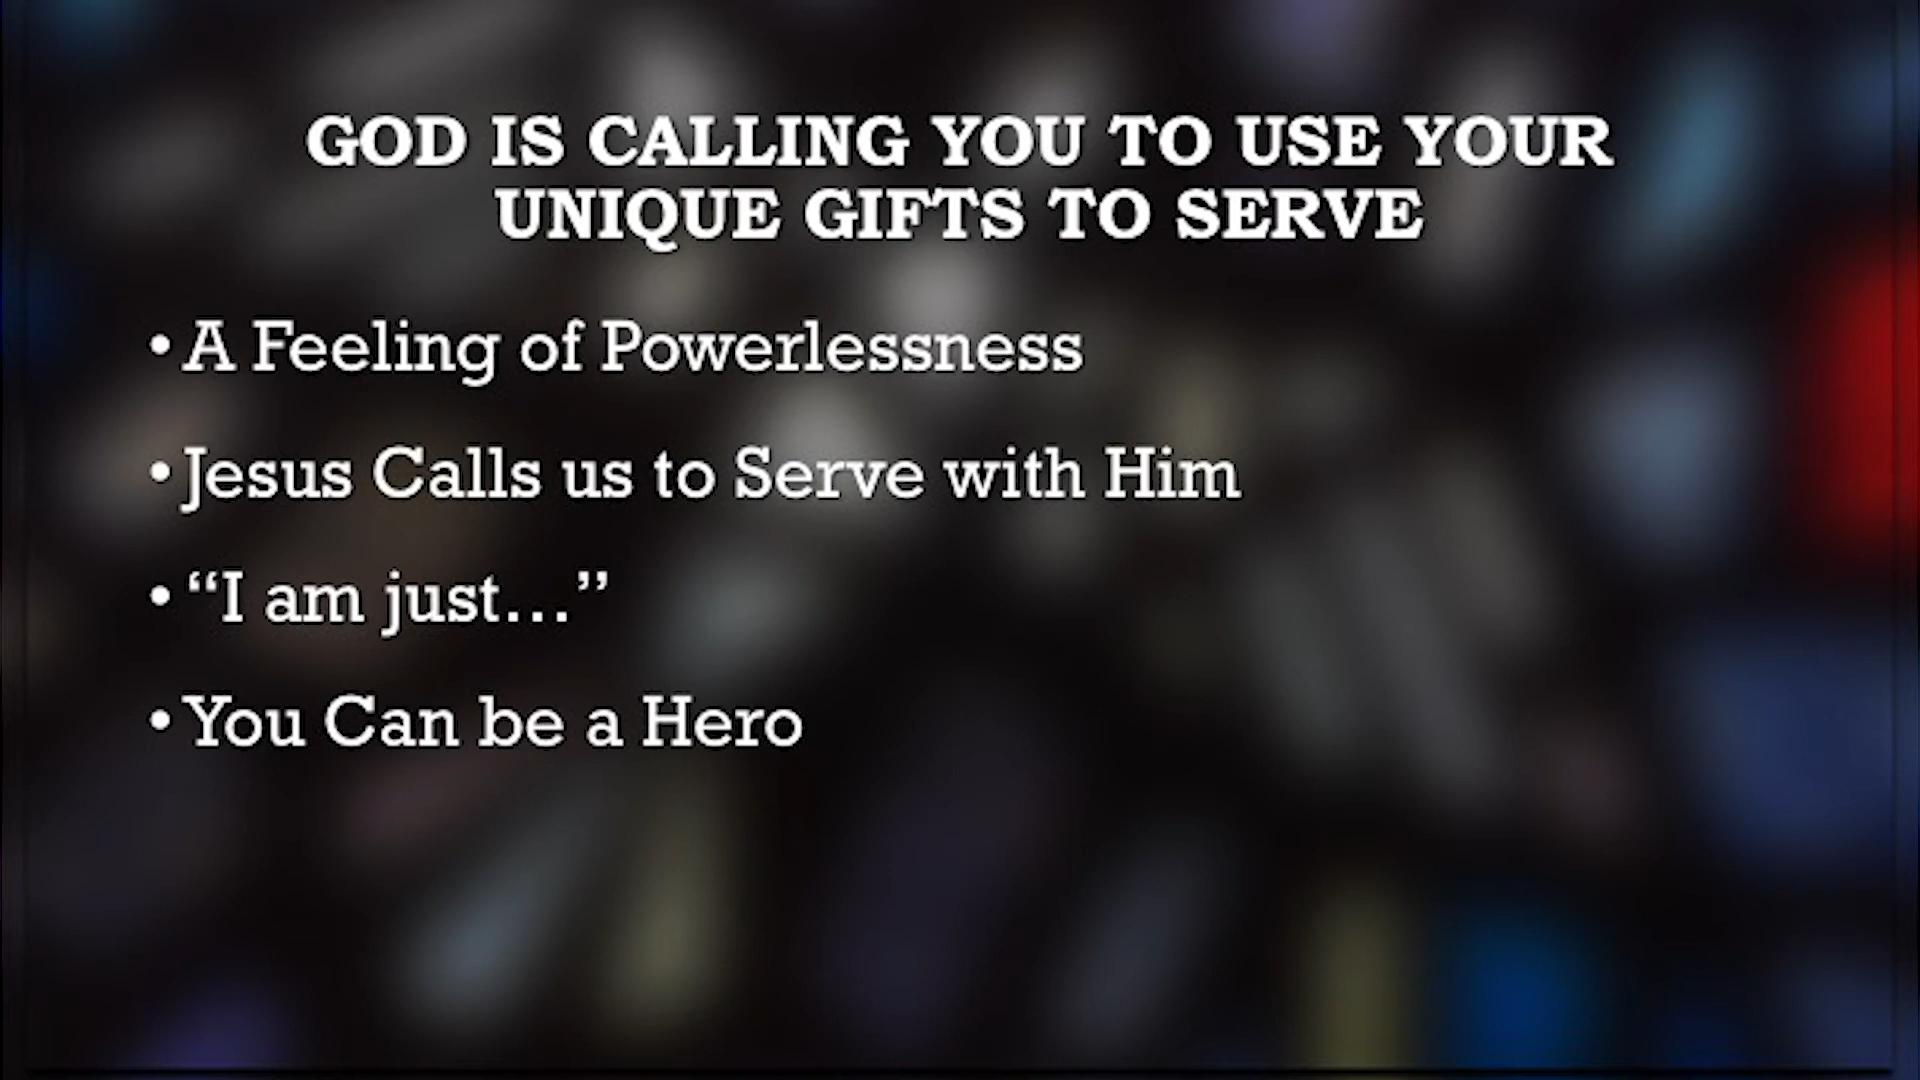 GOD IS CALLING YOU TO USE YOUR
UNIQUE GIFTS TO SERVE
• A Feeling of Powerlessness
• Jesus Calls us to Serve with Him
• “I am just…”
• You Can be a Hero